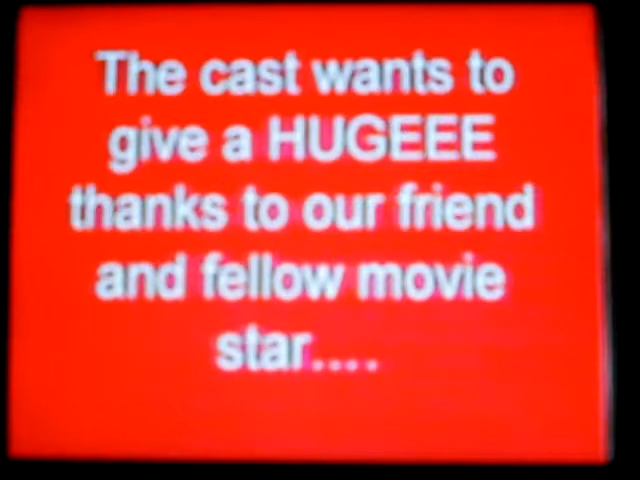 The cast wants to
give a HUGEEE
thanks to our friend
and fellow movie
star....